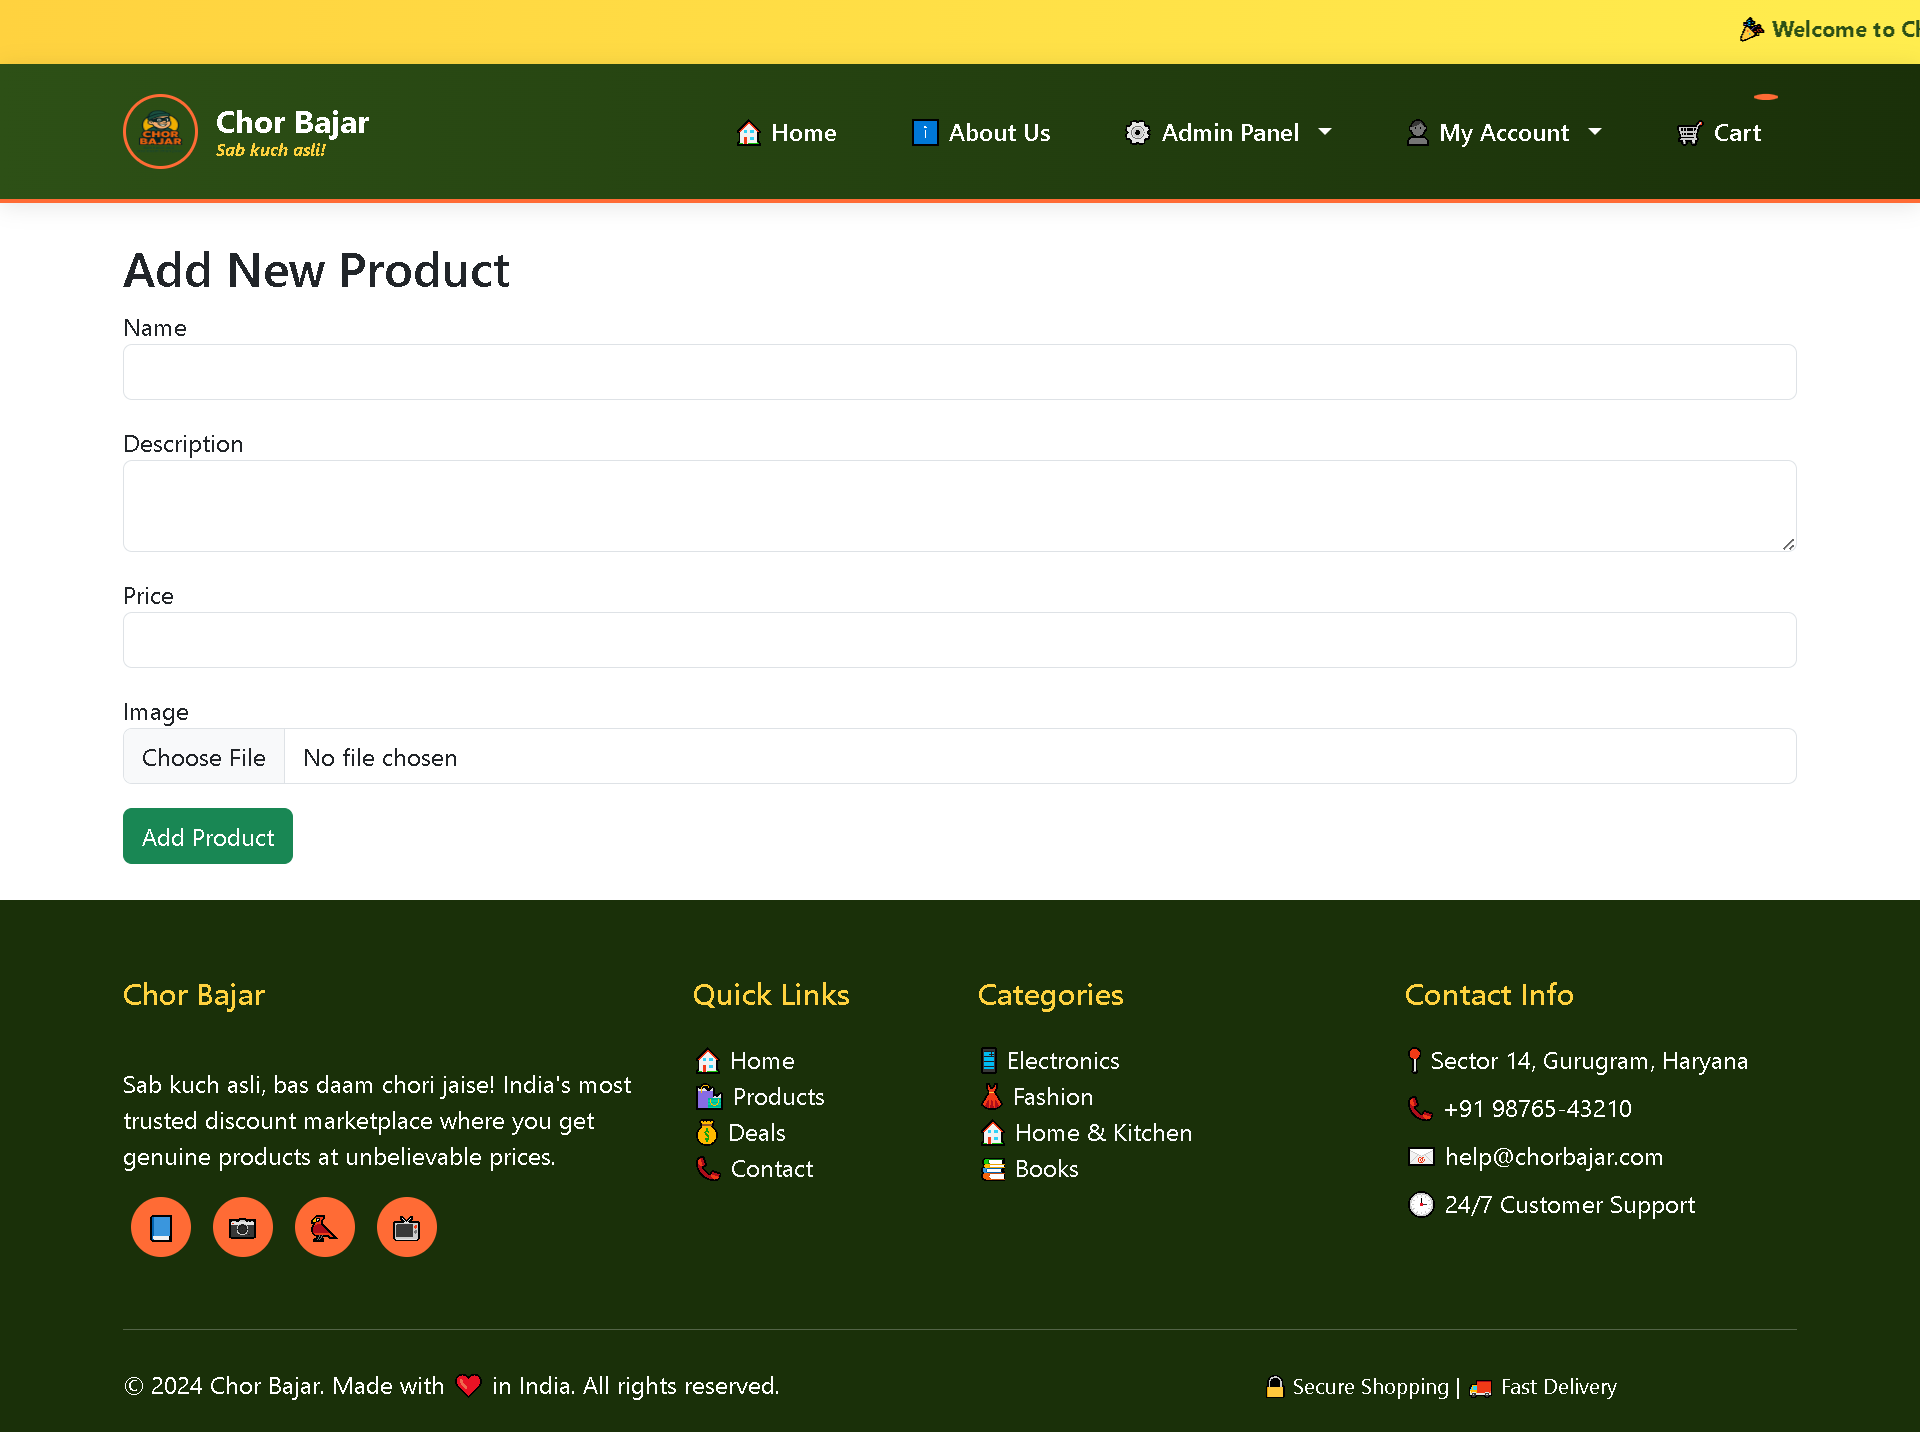 Welcome to
CHOR
BAJAR
Chor Bajar
Sab kuch asli!
Home
About Us
Admin Panel
My Account
Cart
Add New Product
Name
Description
Price
Image
Choose File
No file chosen
Add Product
Chor Bajar
Sab kuch asli, bas daam chori jaise! India's most
trusted discount marketplace where you get
genuine products at unbelievable prices.
Quick Links
Home
Products
Deals
Contact
Categories
Electronics
Fashion
Home & Kitchen
Books
Contact Info
Sector 14, Gurugram, Haryana
+91 98765-43210
help@chorbajar.com
24/7 Customer Support
© 2024 Chor Bajar. Made with ❤️ in India. All rights reserved.
Secure Shopping | Fast Delivery